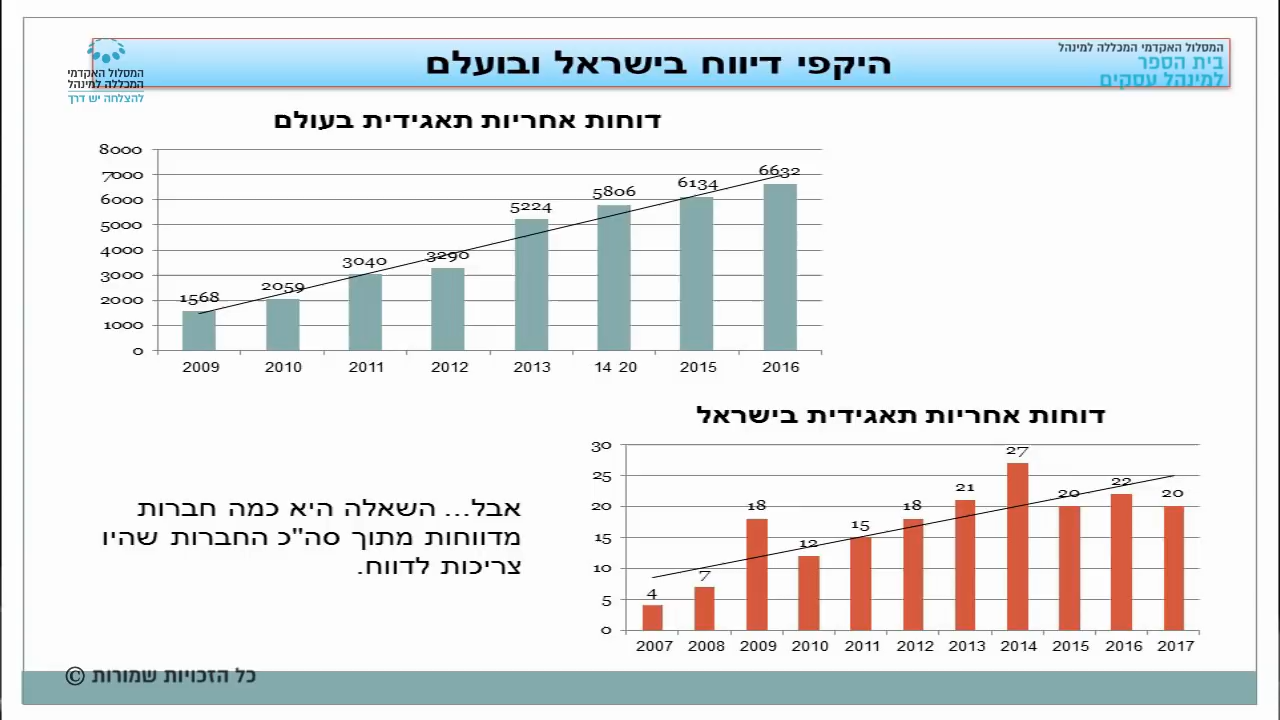 המסלול האקדמי המכללה למינהל
בית הספר
למינהל עסקים
היקפי דיווח בישראל ובועלם
המסלול האקדמי
המכללה למינהל
להצלחה יש דרך
דוחות אחריות תאגידית בעולם
8000
7000
6000
5000
4000
3000
2000
1000
0
1568
2059
3040
3290
5224
5806
6134
6632
2009 2010 2011 2012 2013 14 20 2015 2016
דוחות אחריות תאגידית בישראל
30
25
20
15
10
5
0
4
7
18
12
15
18
21
27
20
22
20
2007 2008 2009 2010 2011 2012 2013 2014 2015 2016 2017
אבל... השאלה היא כמה חברות
מדווחות מתוך סה"כ החברות שהיו
צריכות לדווח.
כל הזכויות שמורות ©